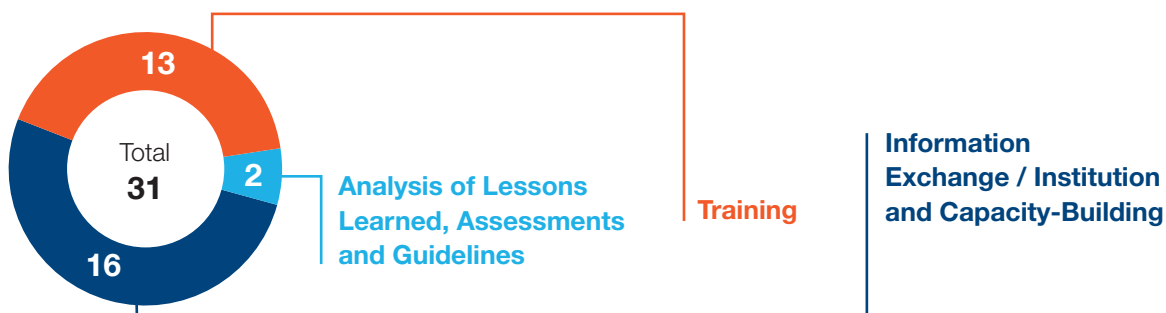 13
Total
31
2
16
Analysis of Lessons
Learned, Assessments
and Guidelines
Training
Information
Exchange / Institution
and Capacity-Building